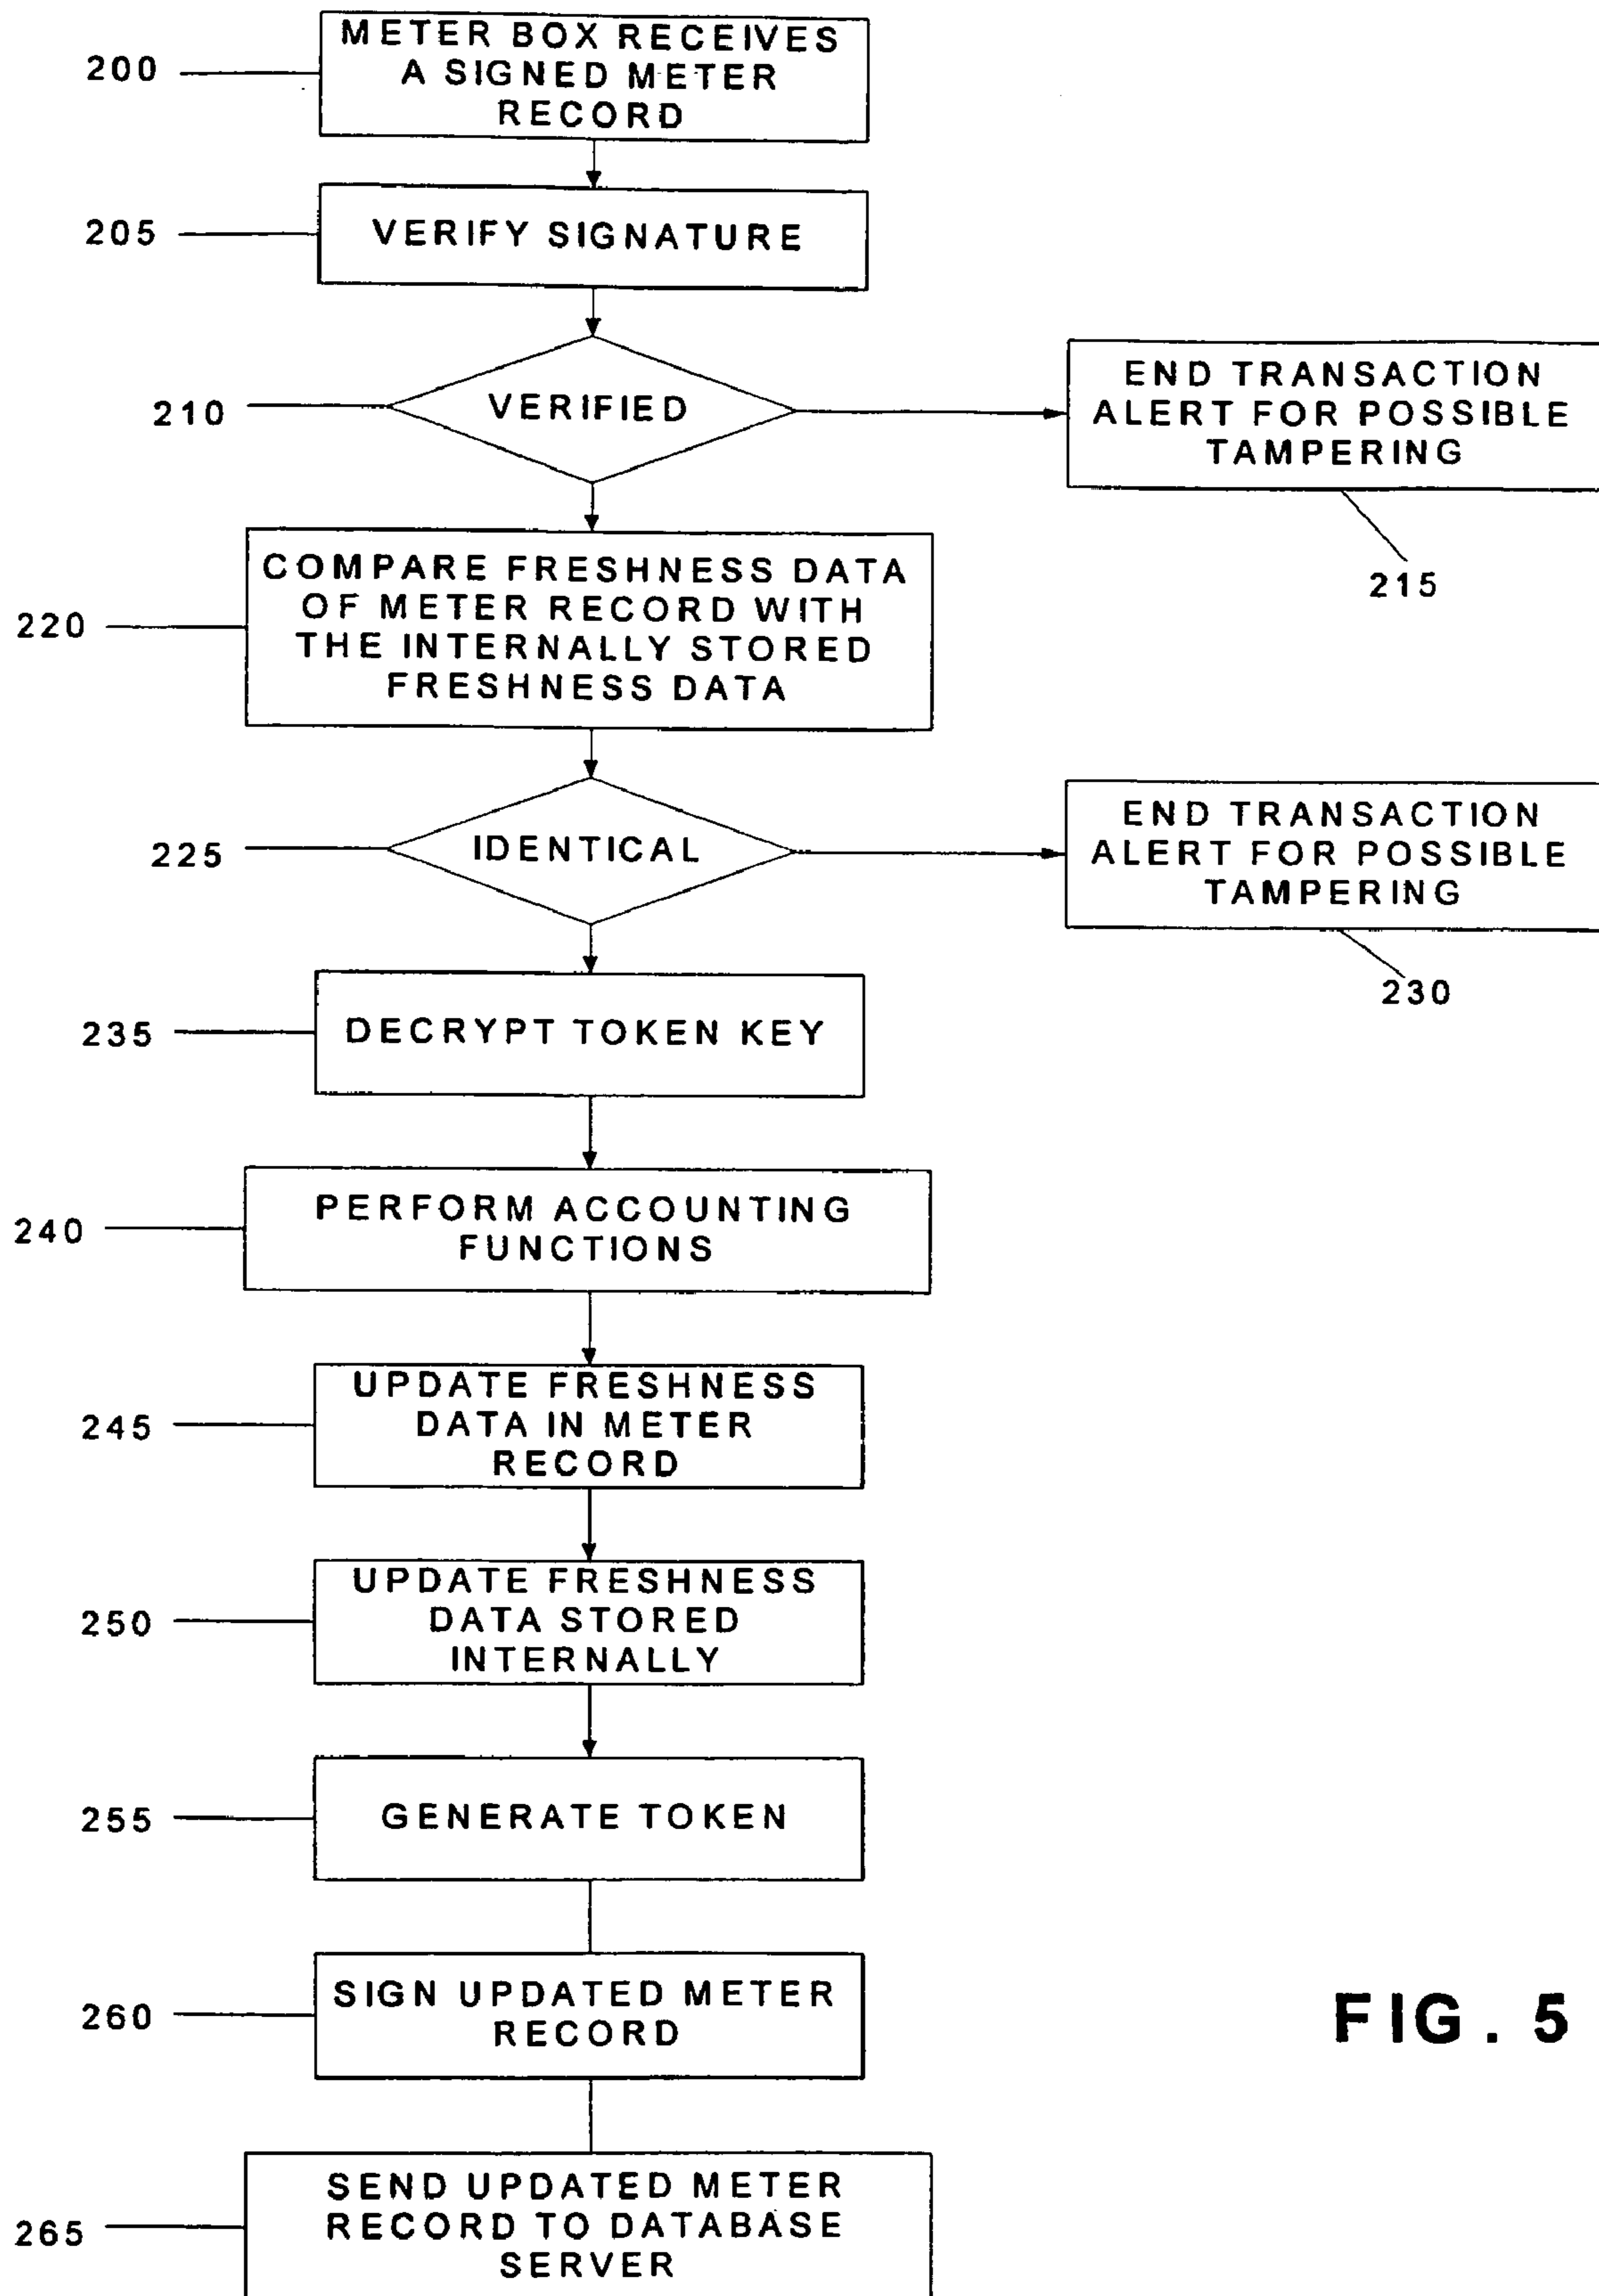 METER BOX RECEIVES
A SIGNED METER
RECORD
200
VERIFY SIGNATURE
205
VERIFIED
210
END TRANSACTION
ALERT FOR POSSIBLE
TAMPERING
215
COMPARE FRESHNESS DATA
OF METER RECORD WITH
THE INTERNALLY STORED
FRESHNESS DATA
220
IDENTICAL
225
END TRANSACTION
ALERT FOR POSSIBLE
TAMPERING
230
DECRYPT TOKEN KEY
235
PERFORM ACCOUNTING
FUNCTIONS
240
UPDATE FRESHNESS
DATA IN METER
RECORD
245
UPDATE FRESHNESS
DATA STORED
INTERNALLY
250
GENERATE TOKEN
255
SIGN UPDATED METER
RECORD
260
FIG. 5
SEND UPDATED METER
RECORD TO DATABASE
SERVER
265